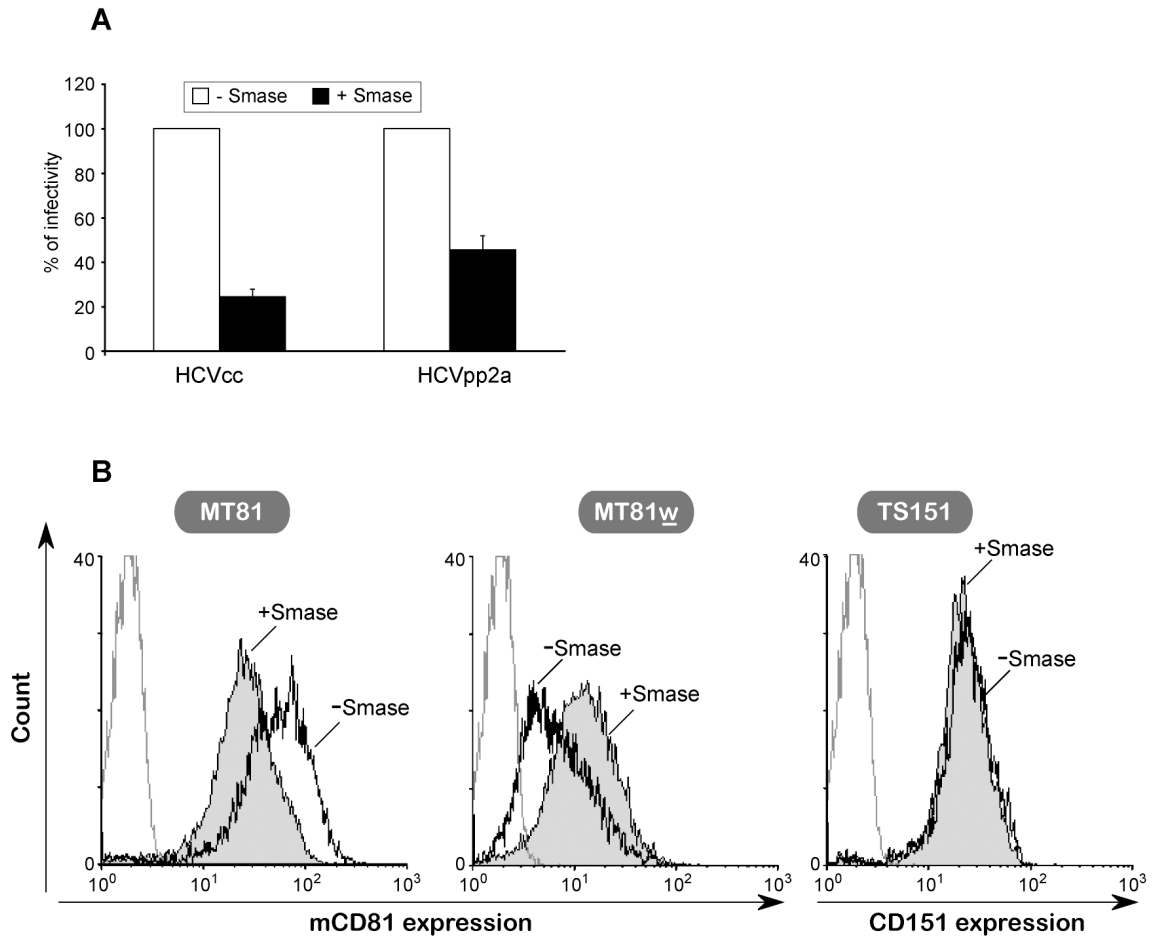 A
120
100
80
60
40
20
0
% of infectivity
- Smase
+ Smase
HCVcc
HCVpp2a
B
MT81
MT81w
TS151
Count
40
0
+Smase
−Smase
10^0 10^1 10^2 10^3
40
0
−Smase
+Smase
10^0 10^1 10^2 10^3
40
0
+Smase
−Smase
10^0 10^1 10^2 10^3
mCD81 expression
CD151 expression